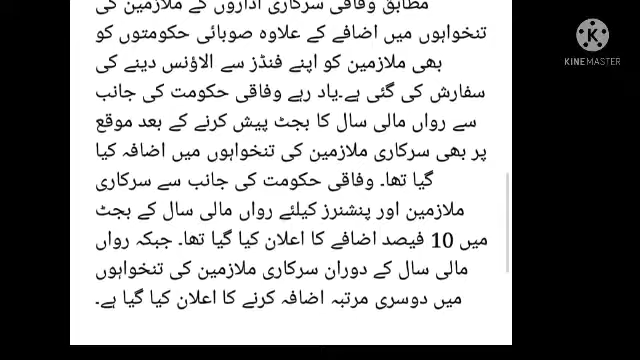 مطابق وفاقی سرکاری اداروں کے ملازمین کی
تنخواہوں میں اضافے کے علاوہ صوبائی حکومتوں کو
بھی ملازمین کو اپنے فنڈز سے الاؤنس دینے کی
سفارش کی گئی ہے۔یاد رہے وفاقی حکومت کی جانب
سے رواں مالی سال کا بجٹ پیش کرنے کے بعد موقع
پر بھی سرکاری ملازمین کی تنخواہوں میں اضافہ کیا
گیا تھا۔ وفاقی حکومت کی جانب سے سرکاری
ملازمین اور پنشنرز کیلئے رواں مالی سال کے بجٹ
میں 10 فیصد اضافے کا اعلان کیا گیا تھا۔ جبکہ رواں
مالی سال کے دوران سرکاری ملازمین کی تنخواہوں
میں دوسری مرتبہ اضافہ کرنے کا اعلان کیا گیا ہے۔
KINEMASTER